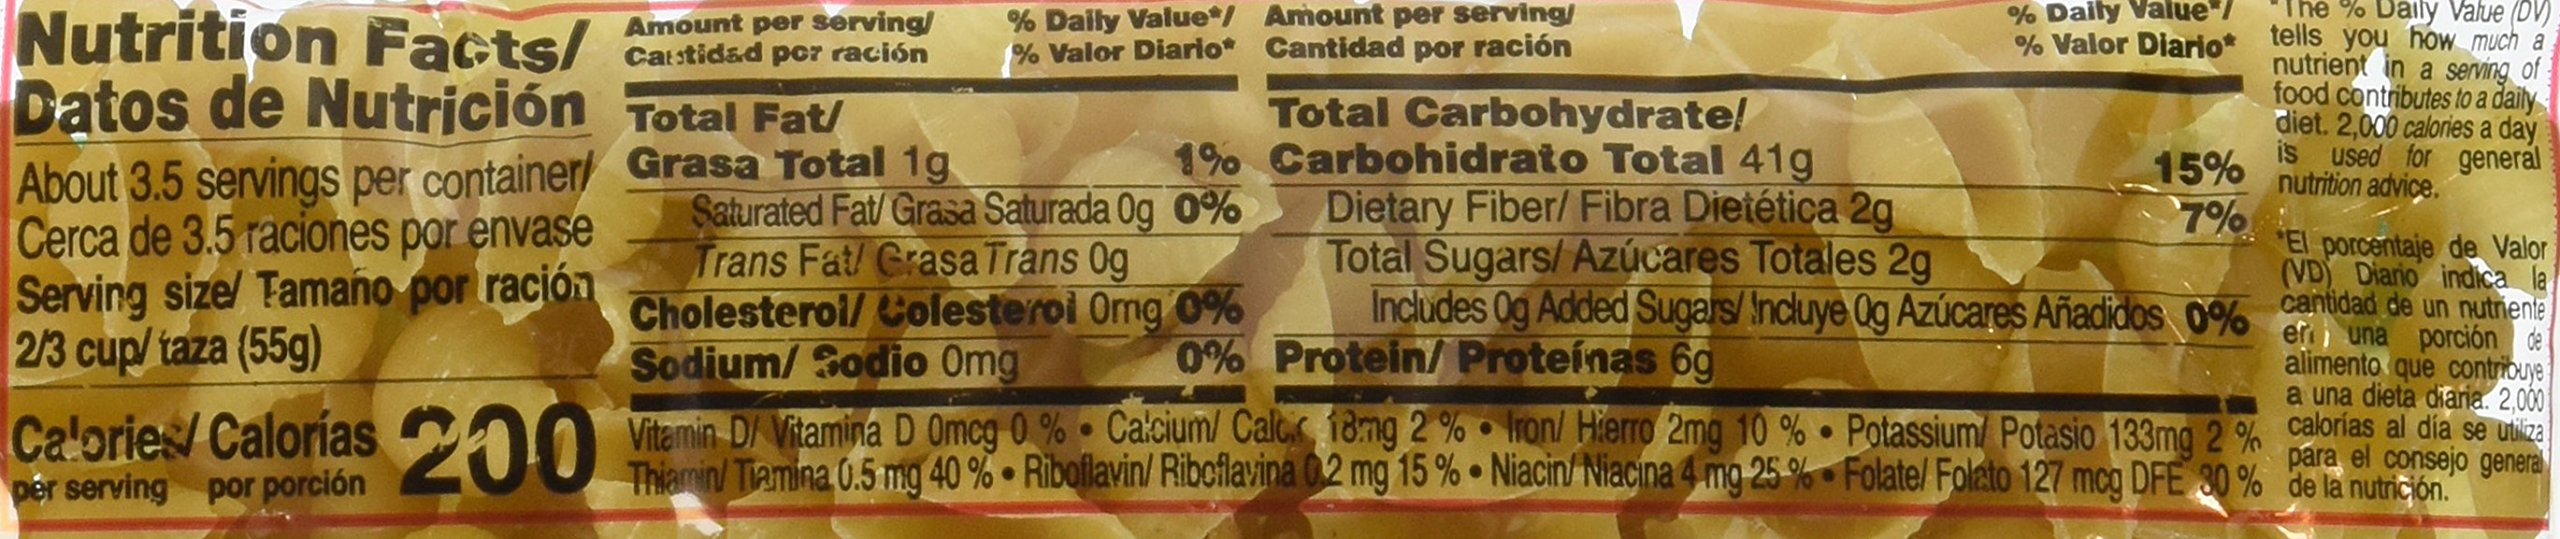 Nutrition Facts/
Datos de Nutrición
About 3.5 servings per container/
Cerca de 3.5 raciones por envase
Serving size/ Tamaño por ración
2/3 cup/ taza (55g)
Calories/ Calorías 200
per serving por porción
Amount per serving/ % Daily Value*/
Cantidad por ración % Valor Diario*
Total Fat/
Grasa Total 1g 1%
Saturated Fat/ Grasa Saturada 0g 0%
Trans Fat/ Grasa Trans 0g
Cholesterol/ Colesterol 0mg 0%
Sodium/ Sodio 0mg 0%
Amount per serving/ % Daily Value*/
Cantidad por ración % Valor Diario*
Total Carbohydrate/
Carbohidrato Total 41g 15%
Dietary Fiber/ Fibra Dietética 2g 7%
Total Sugars/ Azúcares Totales 2g
Includes 0g Added Sugars/ Incluye 0g Azúcares Añadidos 0%
Protein/ Proteínas 6g
Vitamin D/ Vitamina D 0mcg 0 % • Calcium/ 18mg 2 % • Iron/ Hierro 2mg 10 % • Potassium/ Potasio 133mg 2 %
Thiamin/ Tiamina 0.5 mg 40 % • Riboflavin/ Riboflavina 0.2 mg 15 % • Niacin/ Niacina 4 mg 25 % • Folate/ Folato 127 mcg DFE 30 %
*The % Daily Value (DV)
tells you how much a
nutrient in a serving of
food contributes to a daily
diet. 2,000 calories a day
is used for general
nutrition advice.
*El porcentaje de Valor
(VD) Diario indica la
cantidad de un nutriente
en una porción de
alimento que contribuye
a una dieta diaria. 2,000
calorías al día se utiliza
para el consejo general
de la nutrición.